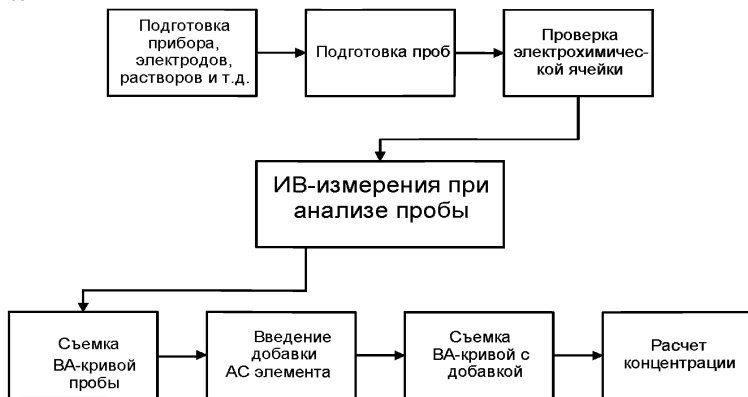 Подготовка
прибора,
электродов,
растворов и т.д.
Подготовка проб
Проверка
электрохимичес-
кой ячейки
ИВ-измерения при
анализе пробы
Съемка
ВА-кривой
пробы
Введение
добавки
АС элемента
Съемка
ВА-кривой с
добавкой
Расчет
концентрации